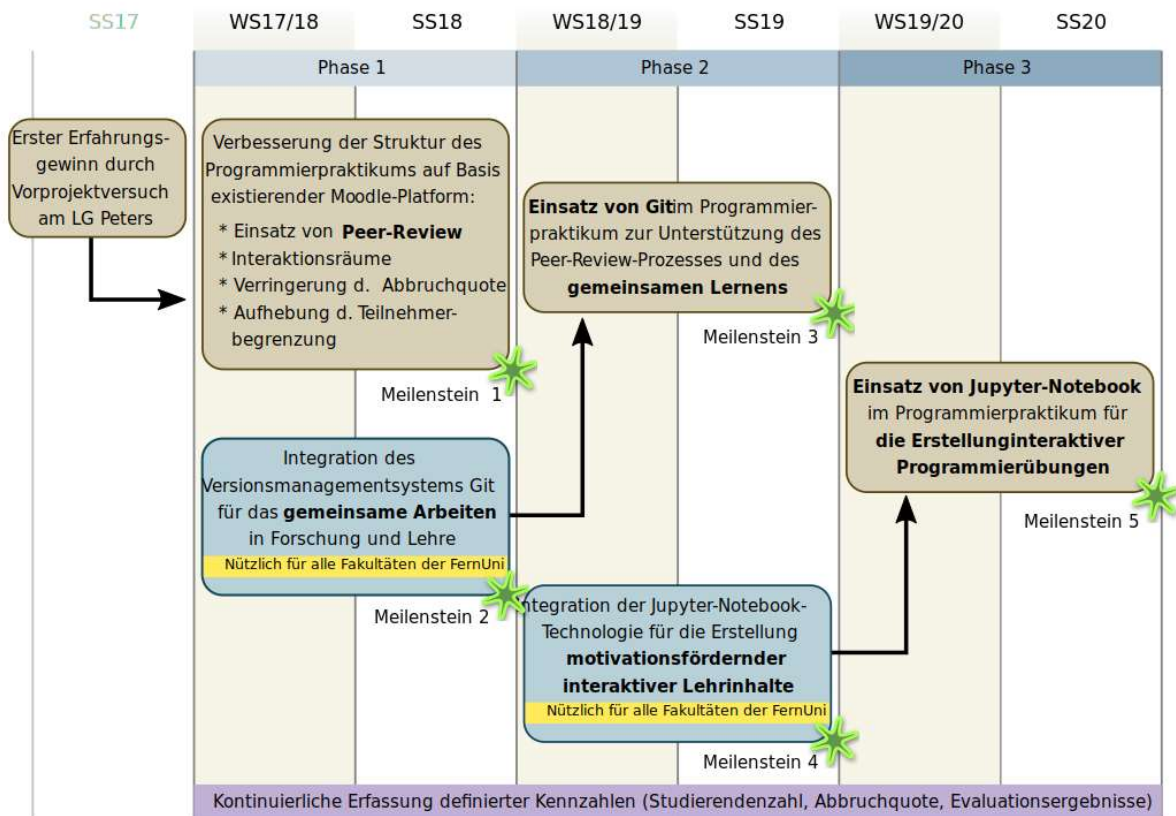 SS17 WS17/18 SS18 WS18/19 SS19 WS19/20 SS20
Phase 1 Phase 2 Phase 3
Erster Erfahrungs-
gewinn durch
Vorprojektversuch
am LG Peters
Verbesserung der Struktur des
Programmierpraktikums auf Basis
existierender Moodle-Platform:
* Einsatz von Peer-Review
* Interaktionsräume
* Verringerung d. Abbruchquote
* Aufhebung d. Teilnehmer-
begrenzung
Meilenstein 1
Integration des
Versionsmanagementsystems Git
für das gemeinsame Arbeiten
in Forschung und Lehre
Nützlich für alle Fakultäten der FernUni
Meilenstein 2
Einsatz von Git im Programmier-
praktikum zur Unterstützung des
Peer-Review-Prozesses und des
gemeinsamen Lernens
Meilenstein 3
Integration der Jupyter-Notebook-
Technologie für die Erstellung
motivationsfördernder
interaktiver Lehrinhalte
Nützlich für alle Fakultäten der FernUni
Meilenstein 4
Einsatz von Jupyter-Notebook
im Programmierpraktikum für
die Erstellunginteraktiver
Programmierübungen
Meilenstein 5
Kontinuierliche Erfassung definierter Kennzahlen (Studierendenzahl, Abbruchquote, Evaluationsergebnisse)